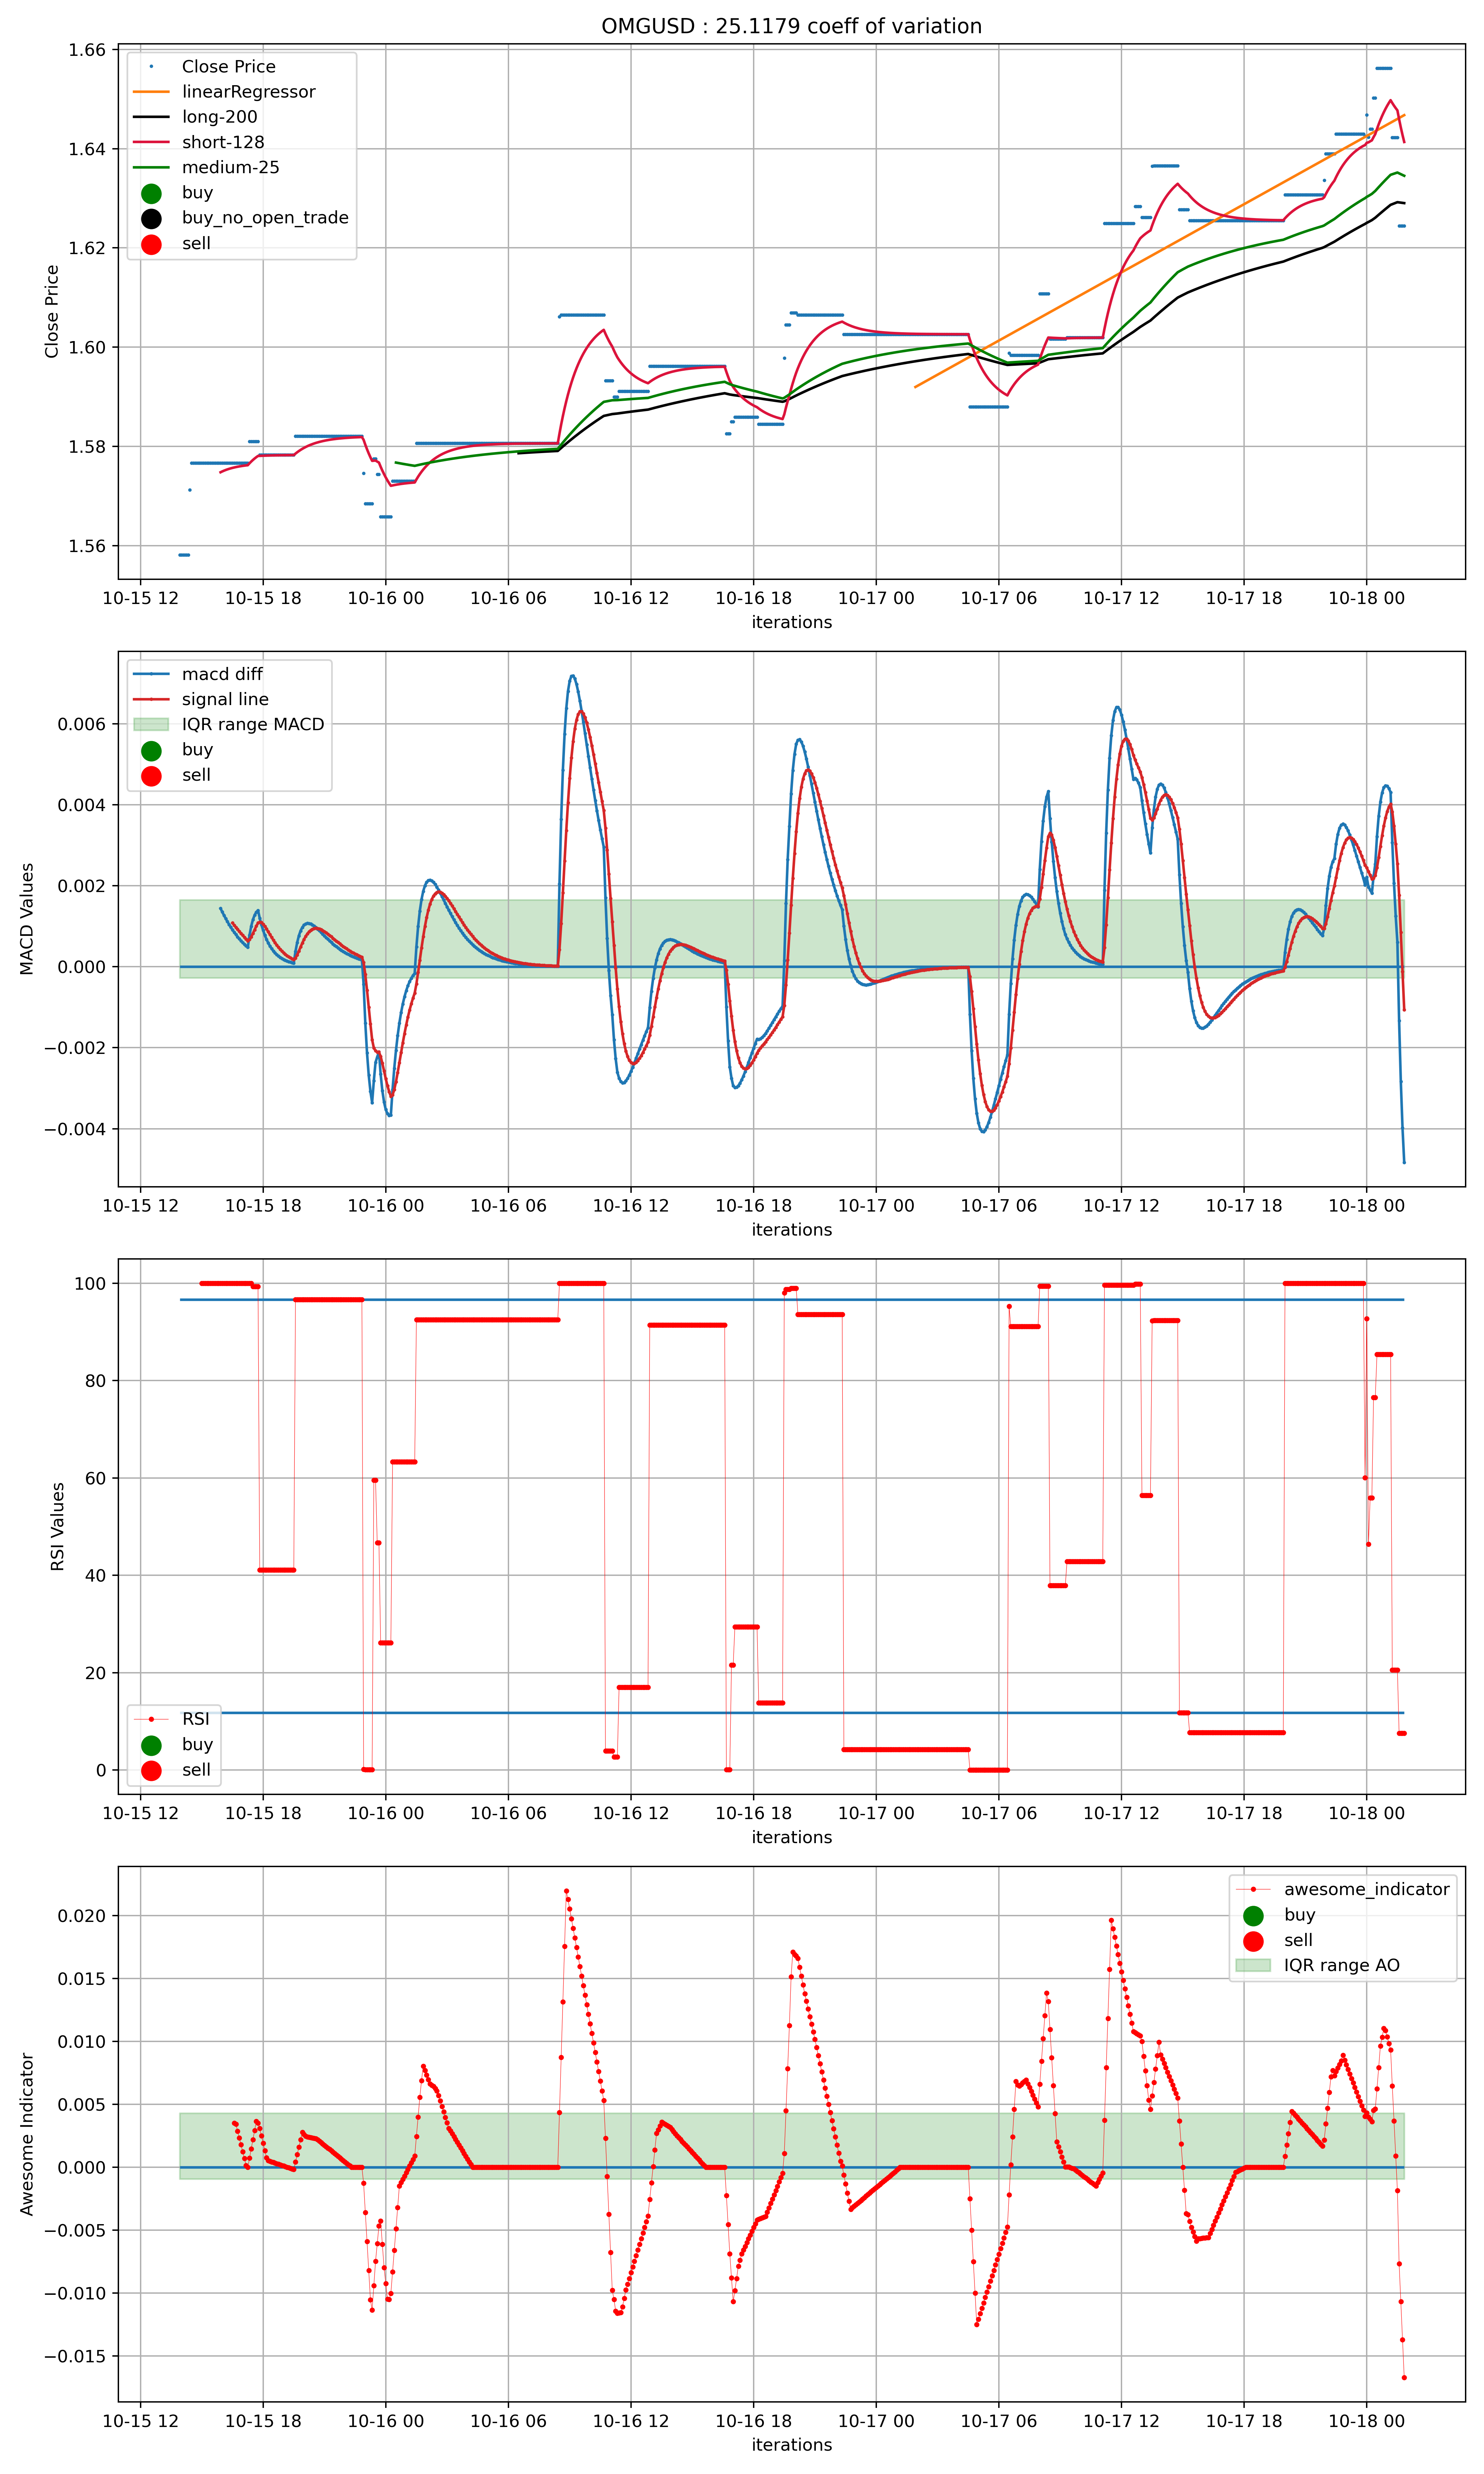 OMGUSD : 25.1179 coeff of variation
1.66
1.64
1.62
1.60
1.58
1.56
Close Price
Close Price
linearRegressor
long-200
short-128
medium-25
buy
buy_no_open_trade
sell
10-15 12
10-15 18
10-16 00
10-16 06
10-16 12
10-16 18
10-17 00
10-17 06
10-17 12
10-17 18
10-18 00
iterations
0.006
0.004
0.002
0.000
−0.002
−0.004
MACD Values
macd diff
signal line
IQR range MACD
buy
sell
10-15 12
10-15 18
10-16 00
10-16 06
10-16 12
10-16 18
10-17 00
10-17 06
10-17 12
10-17 18
10-18 00
iterations
100
80
60
40
20
0
RSI Values
RSI
buy
sell
10-15 12
10-15 18
10-16 00
10-16 06
10-16 12
10-16 18
10-17 00
10-17 06
10-17 12
10-17 18
10-18 00
iterations
0.020
0.015
0.010
0.005
0.000
−0.005
−0.010
−0.015
Awesome Indicator
awesome_indicator
buy
sell
IQR range AO
10-15 12
10-15 18
10-16 00
10-16 06
10-16 12
10-16 18
10-17 00
10-17 06
10-17 12
10-17 18
10-18 00
iterations